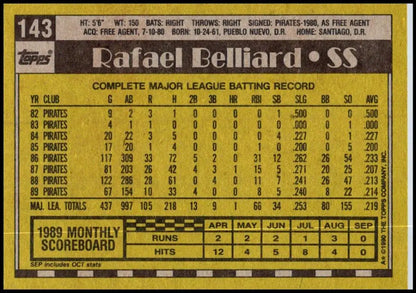 143
Topps
HT: 5'6" WT: 150 BATS: RIGHT THROWS: RIGHT SIGNED: PIRATES-1980, AS FREE AGENT
ACQ: FREE AGENT, 7-10-80 BORN: 10-24-61, PUEBLO NUEVO, D.R. HOME: SANTIAGO, D.R.
Rafael Belliard • SS
COMPLETE MAJOR LEAGUE BATTING RECORD
YR CLUB G AB R H 2B 3B HR RBI SB SLG BB SO AVG
82 PIRATES 9 2 1 1 0 0 0 0 1 .500 0 0 .500
83 PIRATES 4 1 1 0 0 0 0 0 0 .000 0 1 .000
84 PIRATES 20 22 3 5 0 0 0 0 4 .227 0 1 .227
85 PIRATES 17 20 1 4 0 0 0 1 0 .200 0 5 .200
86 PIRATES 117 309 33 72 5 2 0 31 12 .262 26 54 .233
87 PIRATES 81 203 26 42 4 3 1 15 5 .271 20 25 .207
88 PIRATES 122 286 28 61 0 4 0 11 7 .241 26 47 .213
89 PIRATES 67 154 10 33 4 0 0 8 5 .240 8 22 .214
MAJ. LEA. TOTALS 437 997 105 218 13 9 1 66 34 .253 80 155 .219
1989 MONTHLY
SCOREBOARD
SEP includes OCT stats
APR MAY JUN JUL AUG SEP
RUNS 2 2 2 1 3 0
HITS 12 4 5 8 4 0
A* © 1990 THE TOPPS COMPANY, INC.